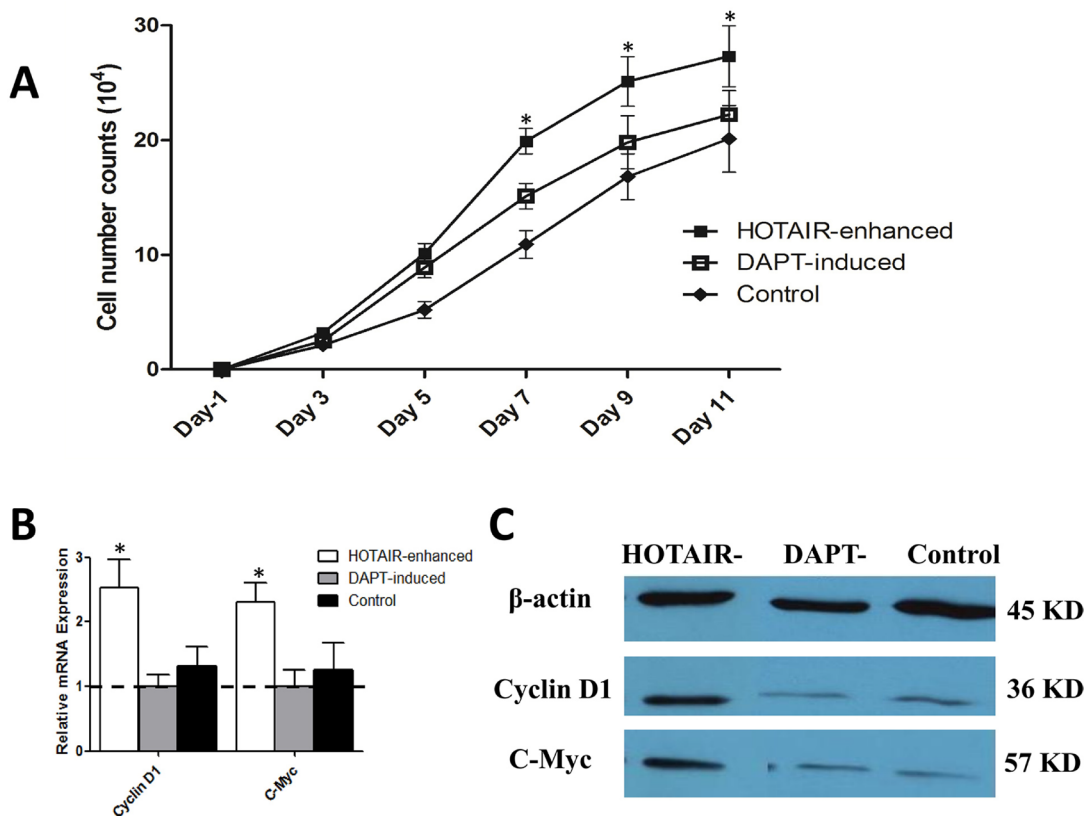 A
Cell number counts (10⁴)
30
20
10
0
*
*
*
HOTAIR-enhanced
DAPT-induced
Control
Day-1
Day 3
Day 5
Day 7
Day 9
Day 11
B
Relative mRNA Expression
3
2
1
0
*
*
HOTAIR-enhanced
DAPT-induced
Control
Cyclin D1
C-Myc
C
HOTAIR- DAPT- Control
β-actin 45 KD
Cyclin D1 36 KD
C-Myc 57 KD